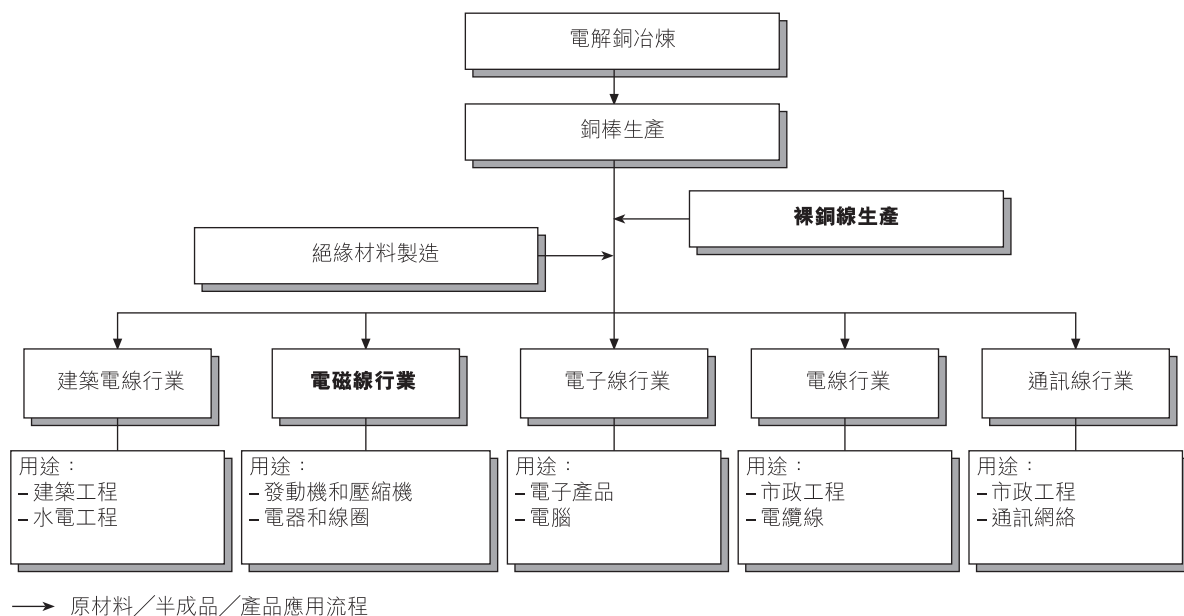 電解銅冶煉
銅棒生產
裸銅線生產
絕緣材料製造
建築電線行業
電磁線行業
電子線行業
電線行業
通訊線行業
用途：
– 建築工程
– 水電工程
用途：
– 發動機和壓縮機
– 電器和線圈
用途：
– 電子產品
– 電腦
用途：
– 市政工程
– 電纜線
用途：
– 市政工程
– 通訊網絡
原材料╱半成品╱產品應用流程